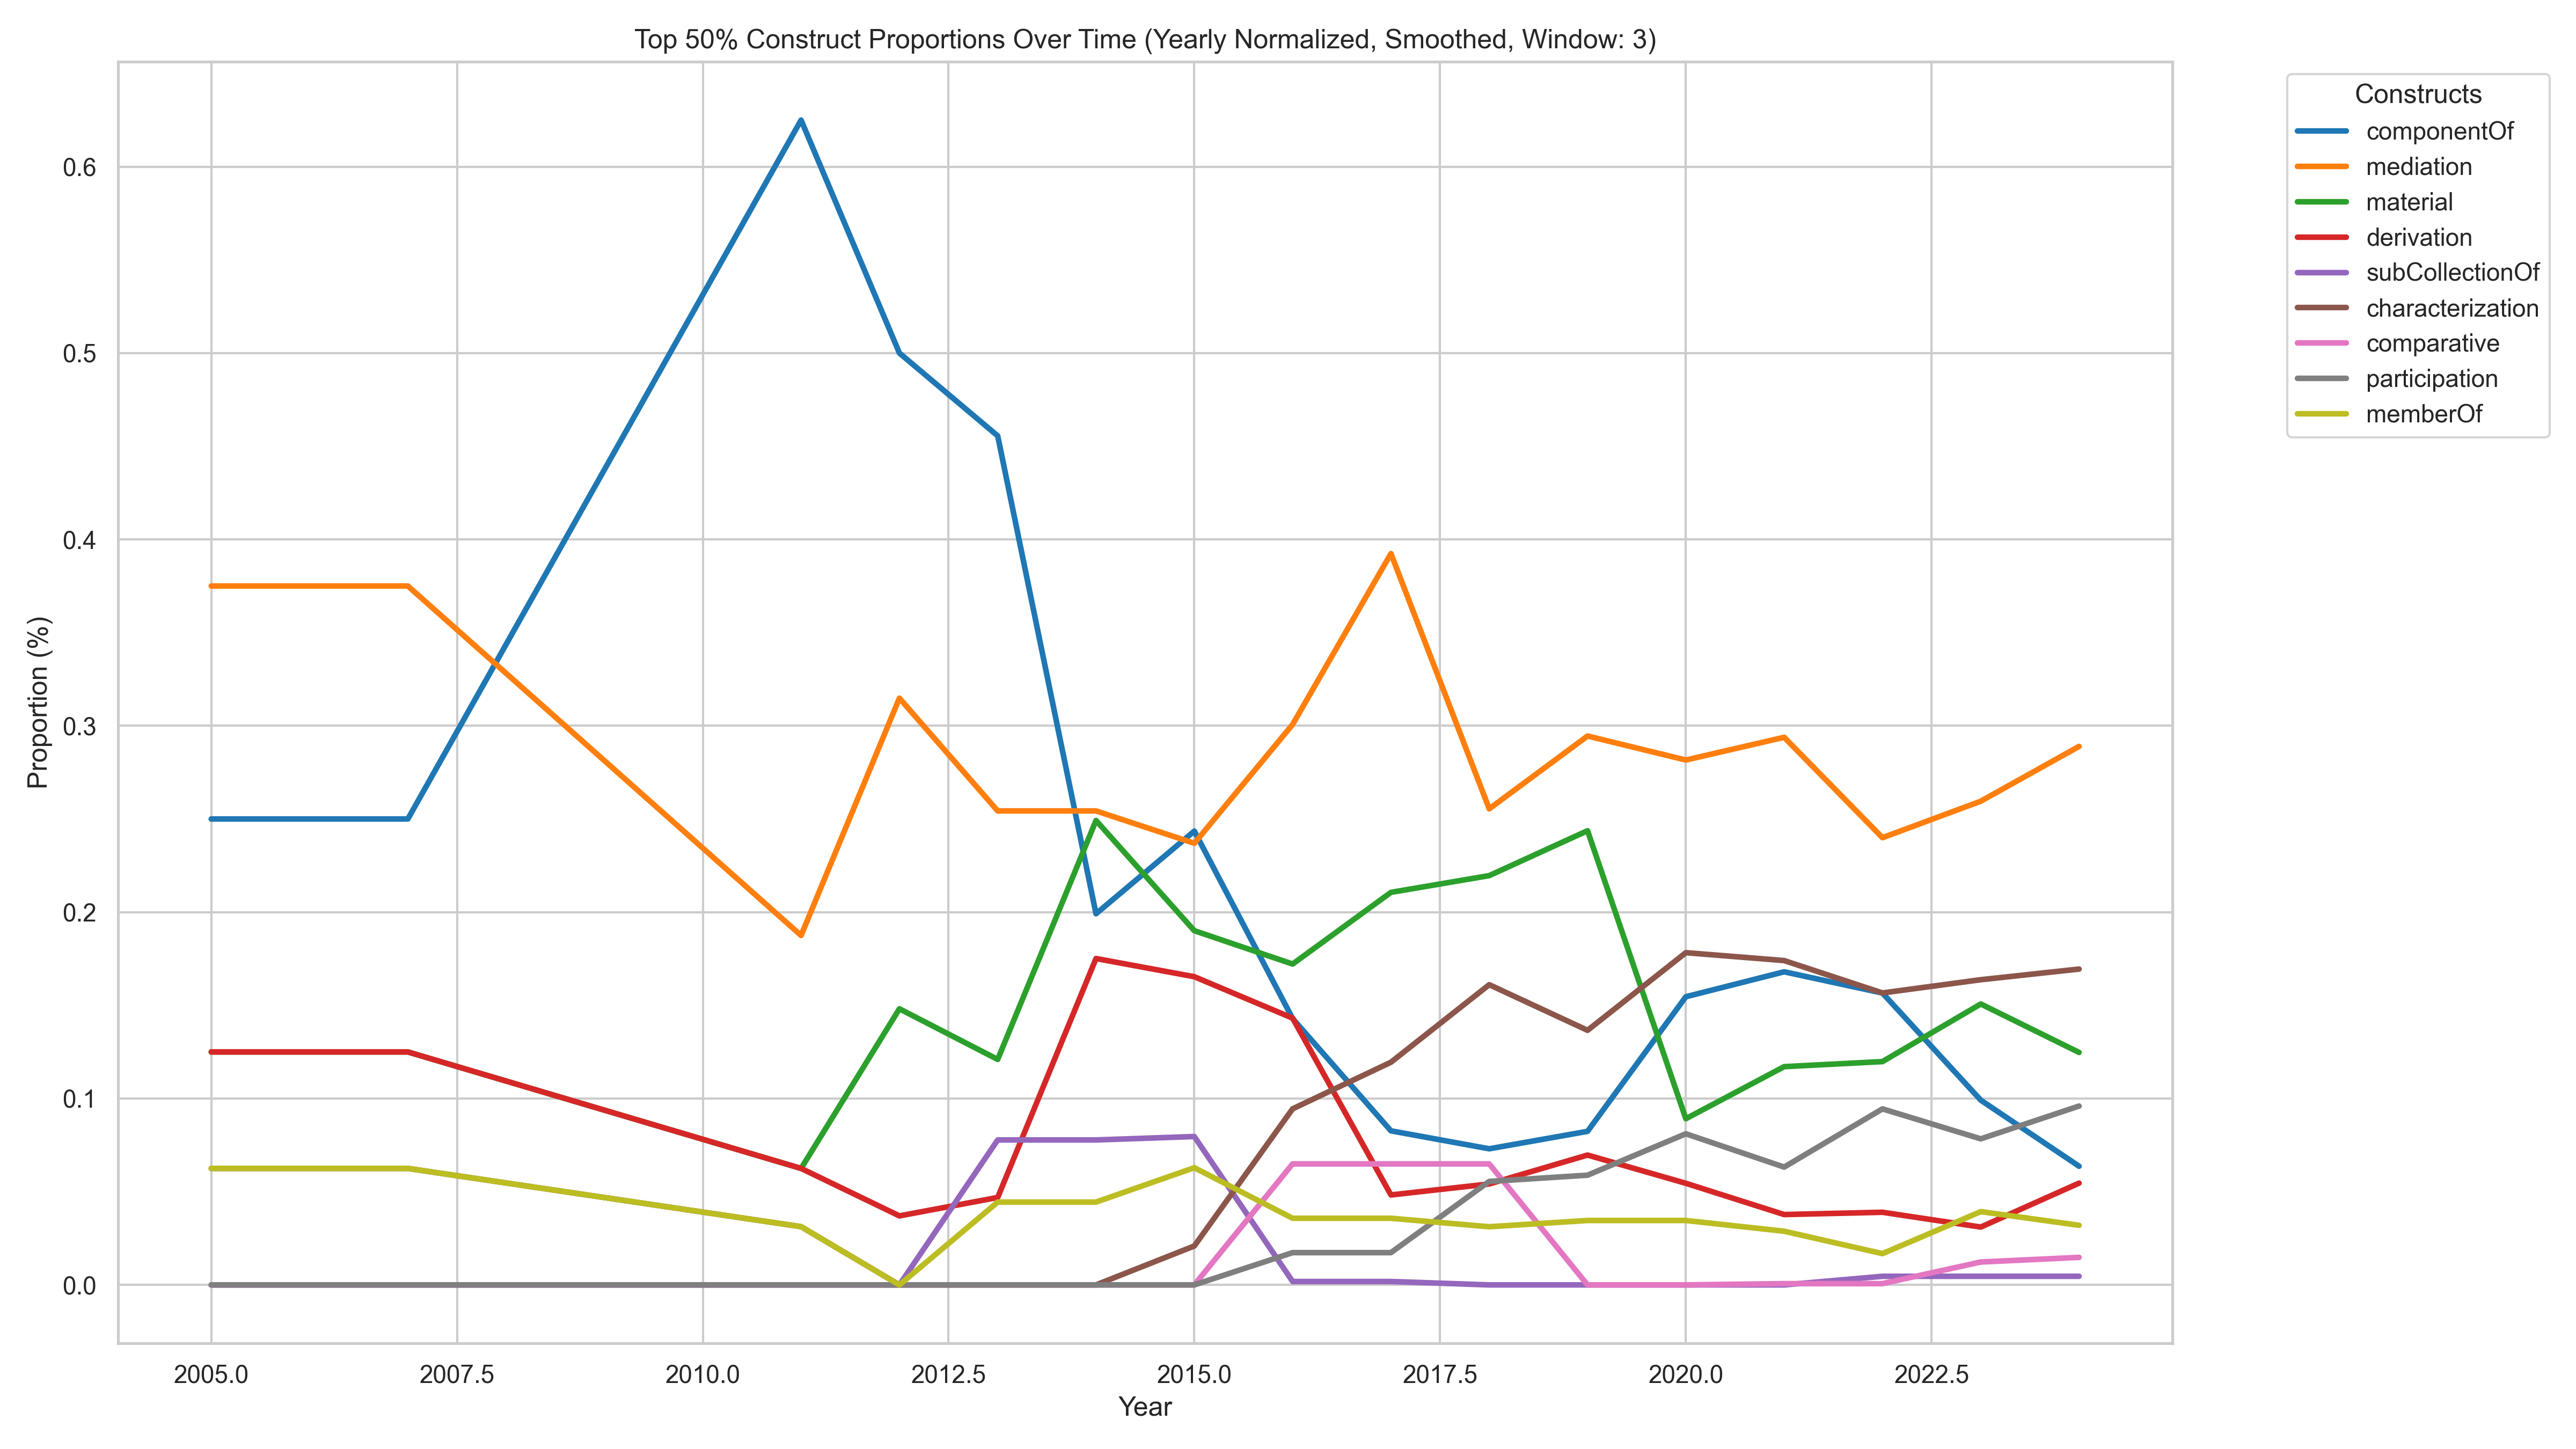 Top 50% Construct Proportions Over Time (Yearly Normalized, Smoothed, Window: 3)
Constructs
componentOf
mediation
material
derivation
subCollectionOf
characterization
comparative
participation
memberOf
Proportion (%)
0.6
0.5
0.4
0.3
0.2
0.1
0.0
2005.0 2007.5 2010.0 2012.5 2015.0 2017.5 2020.0 2022.5
Year